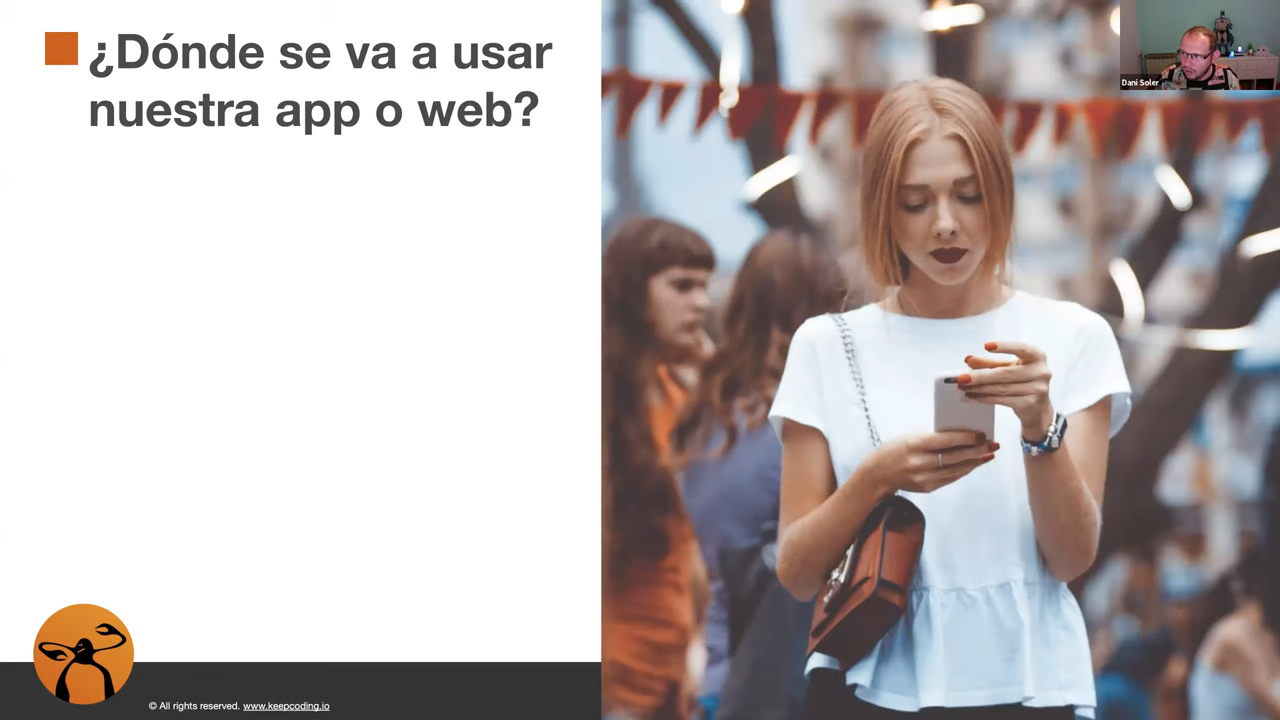 ¿Dónde se va a usar
nuestra app o web?
Dani Soler
© All rights reserved. www.keepcoding.io